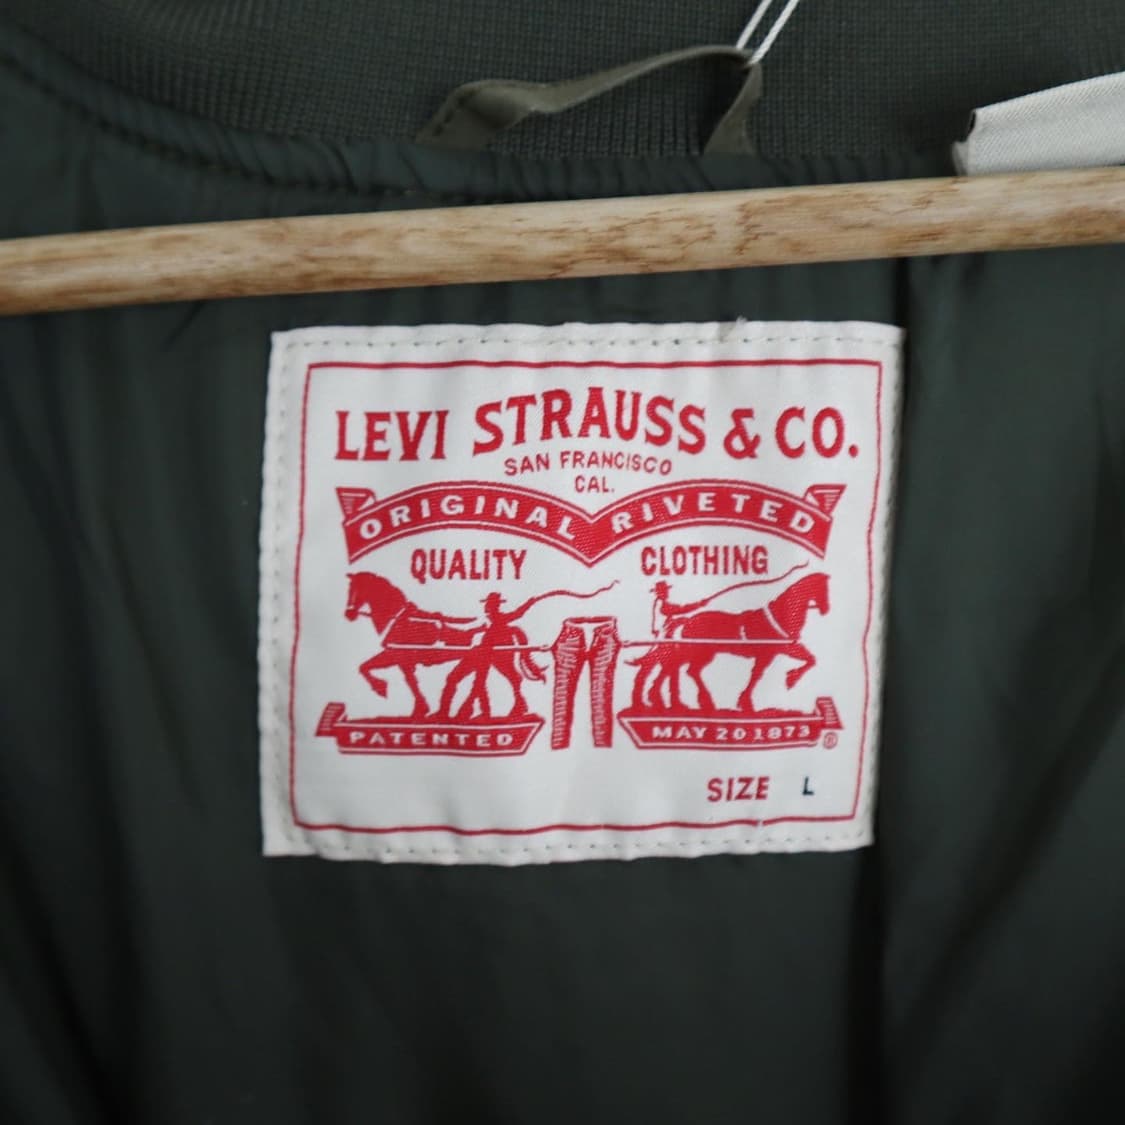 LEVI STRAUSS & CO.
SAN FRANCISCO
CAL.
ORIGINAL RIVETED
QUALITY CLOTHING
PATENTED MAY 20 1873 ®
SIZE L